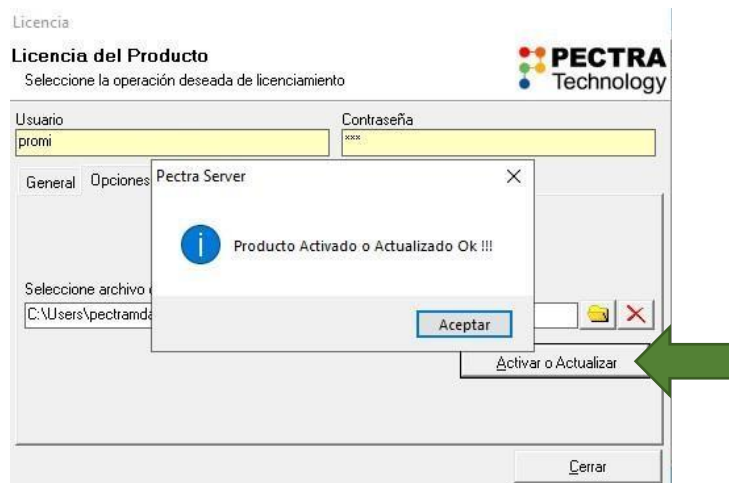 Licencia
Licencia del Producto
Seleccione la operación deseada de licenciamiento
PECTRA
Technology
Usuario
Contraseña
promi
***
General
Opciones
Pectra Server
Producto Activado o Actualizado Ok !!!
Aceptar
Seleccione archivo
C:\Users\pectramda
Activar o Actualizar
Cerrar